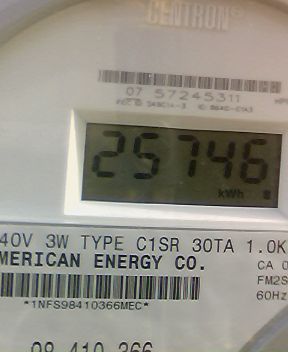 CENTRON®
07 57245311
25746
kWh
40V 3W TYPE C1SR 30TA 1.0K
MERICAN ENERGY CO.
CA 0
FM2S
60Hz
*1NFS98410366MEC*
98 410 366